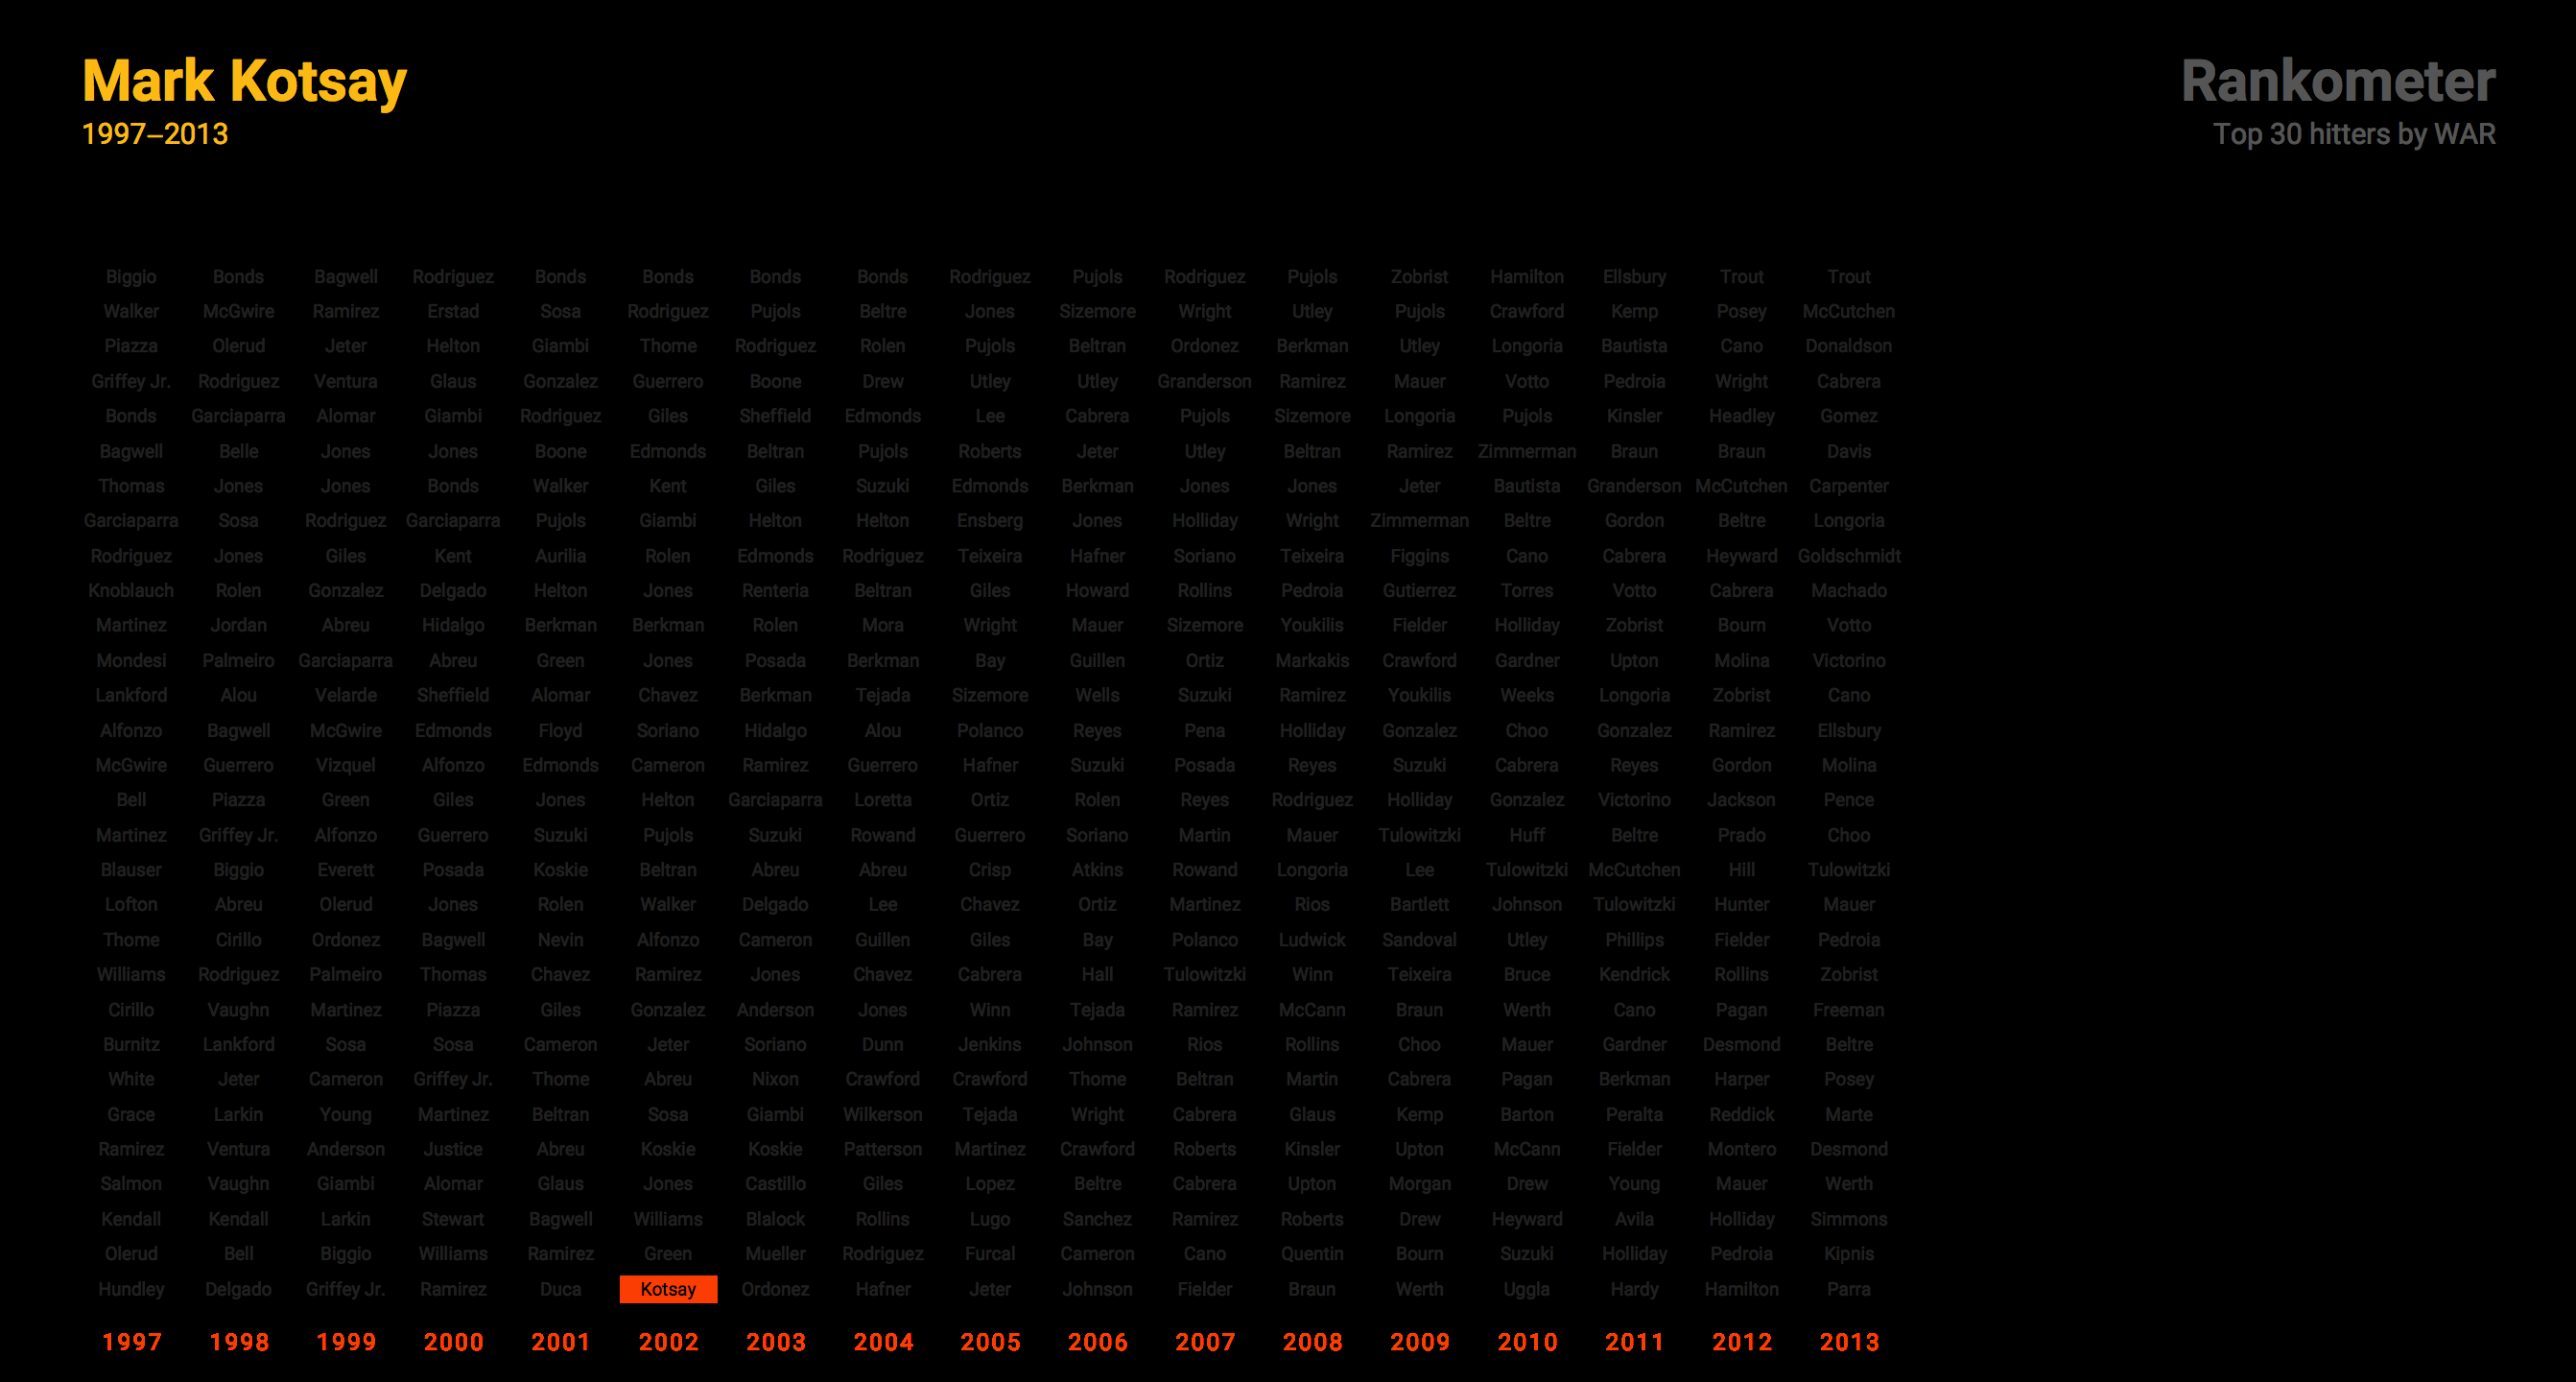 Mark Kotsay
1997–2013
Rankometer
Top 30 hitters by WAR
Biggio Bonds Bagwell Rodriguez Bonds Bonds Bonds Bonds Rodriguez Pujols Rodriguez Pujols Zobrist Hamilton Ellsbury Trout Trout
Walker McGwire Ramirez Erstad Sosa Rodriguez Pujols Beltre Jones Sizemore Wright Utley Pujols Crawford Kemp Posey McCutchen
Piazza Olerud Jeter Helton Giambi Thome Rodriguez Rolen Pujols Beltran Ordonez Berkman Utley Longoria Bautista Cano Donaldson
Griffey Jr. Rodriguez Ventura Glaus Gonzalez Guerrero Boone Drew Utley Utley Granderson Ramirez Mauer Votto Pedroia Wright Cabrera
Bonds Garciaparra Alomar Giambi Rodriguez Giles Sheffield Edmonds Lee Cabrera Pujols Sizemore Longoria Pujols Kinsler Headley Gomez
Bagwell Belle Jones Jones Boone Edmonds Beltran Pujols Roberts Jeter Utley Beltran Ramirez Zimmerman Braun Braun Davis
Thomas Jones Jones Bonds Walker Kent Giles Suzuki Edmonds Berkman Jones Jones Jeter Bautista Granderson McCutchen Carpenter
Garciaparra Sosa Rodriguez Garciaparra Pujols Giambi Helton Helton Ensberg Jones Holliday Wright Zimmerman Beltre Gordon Beltre Longoria
Rodriguez Jones Giles Kent Aurilia Rolen Edmonds Rodriguez Teixeira Hafner Soriano Teixeira Figgins Cano Cabrera Heyward Goldschmidt
Knoblauch Rolen Gonzalez Delgado Helton Jones Renteria Beltran Giles Howard Rollins Pedroia Gutierrez Torres Votto Cabrera Machado
Martinez Jordan Abreu Hidalgo Berkman Berkman Rolen Mora Wright Mauer Sizemore Youkilis Fielder Holliday Zobrist Bourn Votto
Mondesi Palmeiro Garciaparra Abreu Green Jones Posada Berkman Bay Guillen Ortiz Markakis Crawford Gardner Upton Molina Victorino
Lankford Alou Velarde Sheffield Alomar Chavez Berkman Tejada Sizemore Wells Suzuki Ramirez Youkilis Weeks Longoria Zobrist Cano
Alfonzo Bagwell McGwire Edmonds Floyd Soriano Hidalgo Alou Polanco Reyes Pena Holliday Gonzalez Choo Gonzalez Ramirez Ellsbury
McGwire Guerrero Vizquel Alfonzo Edmonds Cameron Ramirez Guerrero Hafner Suzuki Posada Reyes Suzuki Cabrera Reyes Gordon Molina
Bell Piazza Green Giles Jones Helton Garciaparra Loretta Ortiz Rolen Reyes Rodriguez Holliday Gonzalez Victorino Jackson Pence
Martinez Griffey Jr. Alfonzo Guerrero Suzuki Pujols Suzuki Rowand Guerrero Soriano Martin Mauer Tulowitzki Huff Beltre Prado Choo
Blauser Biggio Everett Posada Koskie Beltran Abreu Abreu Crisp Atkins Rowand Longoria Lee Tulowitzki McCutchen Hill Tulowitzki
Lofton Abreu Olerud Jones Rolen Walker Delgado Lee Chavez Ortiz Martinez Rios Bartlett Johnson Tulowitzki Hunter Mauer
Thome Cirillo Ordonez Bagwell Nevin Alfonzo Cameron Guillen Giles Bay Polanco Ludwick Sandoval Utley Phillips Fielder Pedroia
Williams Rodriguez Palmeiro Thomas Chavez Ramirez Jones Chavez Cabrera Hall Tulowitzki Winn Teixeira Bruce Kendrick Rollins Zobrist
Cirillo Vaughn Martinez Piazza Giles Gonzalez Anderson Jones Winn Tejada Ramirez McCann Braun Werth Cano Pagan Freeman
Burnitz Lankford Sosa Sosa Cameron Jeter Soriano Dunn Jenkins Johnson Rios Rollins Choo Mauer Gardner Desmond Beltre
White Jeter Cameron Griffey Jr. Thome Abreu Nixon Crawford Crawford Thome Beltran Martin Cabrera Pagan Berkman Harper Posey
Grace Larkin Young Martinez Beltran Sosa Giambi Wilkerson Tejada Wright Cabrera Glaus Kemp Barton Peralta Reddick Marte
Ramirez Ventura Anderson Justice Abreu Koskie Koskie Patterson Martinez Crawford Roberts Kinsler Upton McCann Fielder Montero Desmond
Salmon Vaughn Giambi Alomar Glaus Jones Castillo Giles Lopez Beltre Cabrera Upton Morgan Drew Young Mauer Werth
Kendall Kendall Larkin Stewart Bagwell Williams Blalock Rollins Lugo Sanchez Ramirez Roberts Drew Heyward Avila Holliday Simmons
Olerud Bell Biggio Williams Ramirez Green Mueller Rodriguez Furcal Cameron Cano Quentin Bourn Suzuki Holliday Pedroia Kipnis
Hundley Delgado Griffey Jr. Ramirez Duca Kotsay Ordonez Hafner Jeter Johnson Fielder Braun Werth Uggla Hardy Hamilton Parra
1997 1998 1999 2000 2001 2002 2003 2004 2005 2006 2007 2008 2009 2010 2011 2012 2013